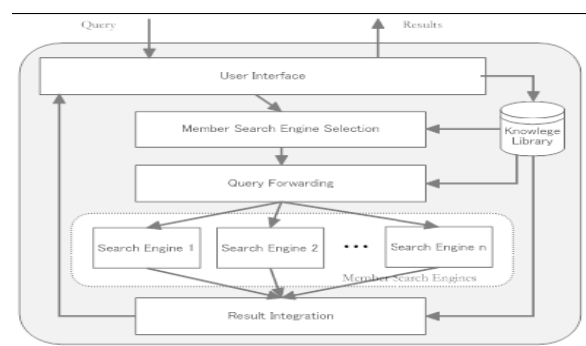 Query
Results
User Interface
Member Search Engine Selection
Knowlege
Library
Query Forwarding
Search Engine 1
Search Engine 2
...
Search Engine n
Member Search Engines
Result Integration